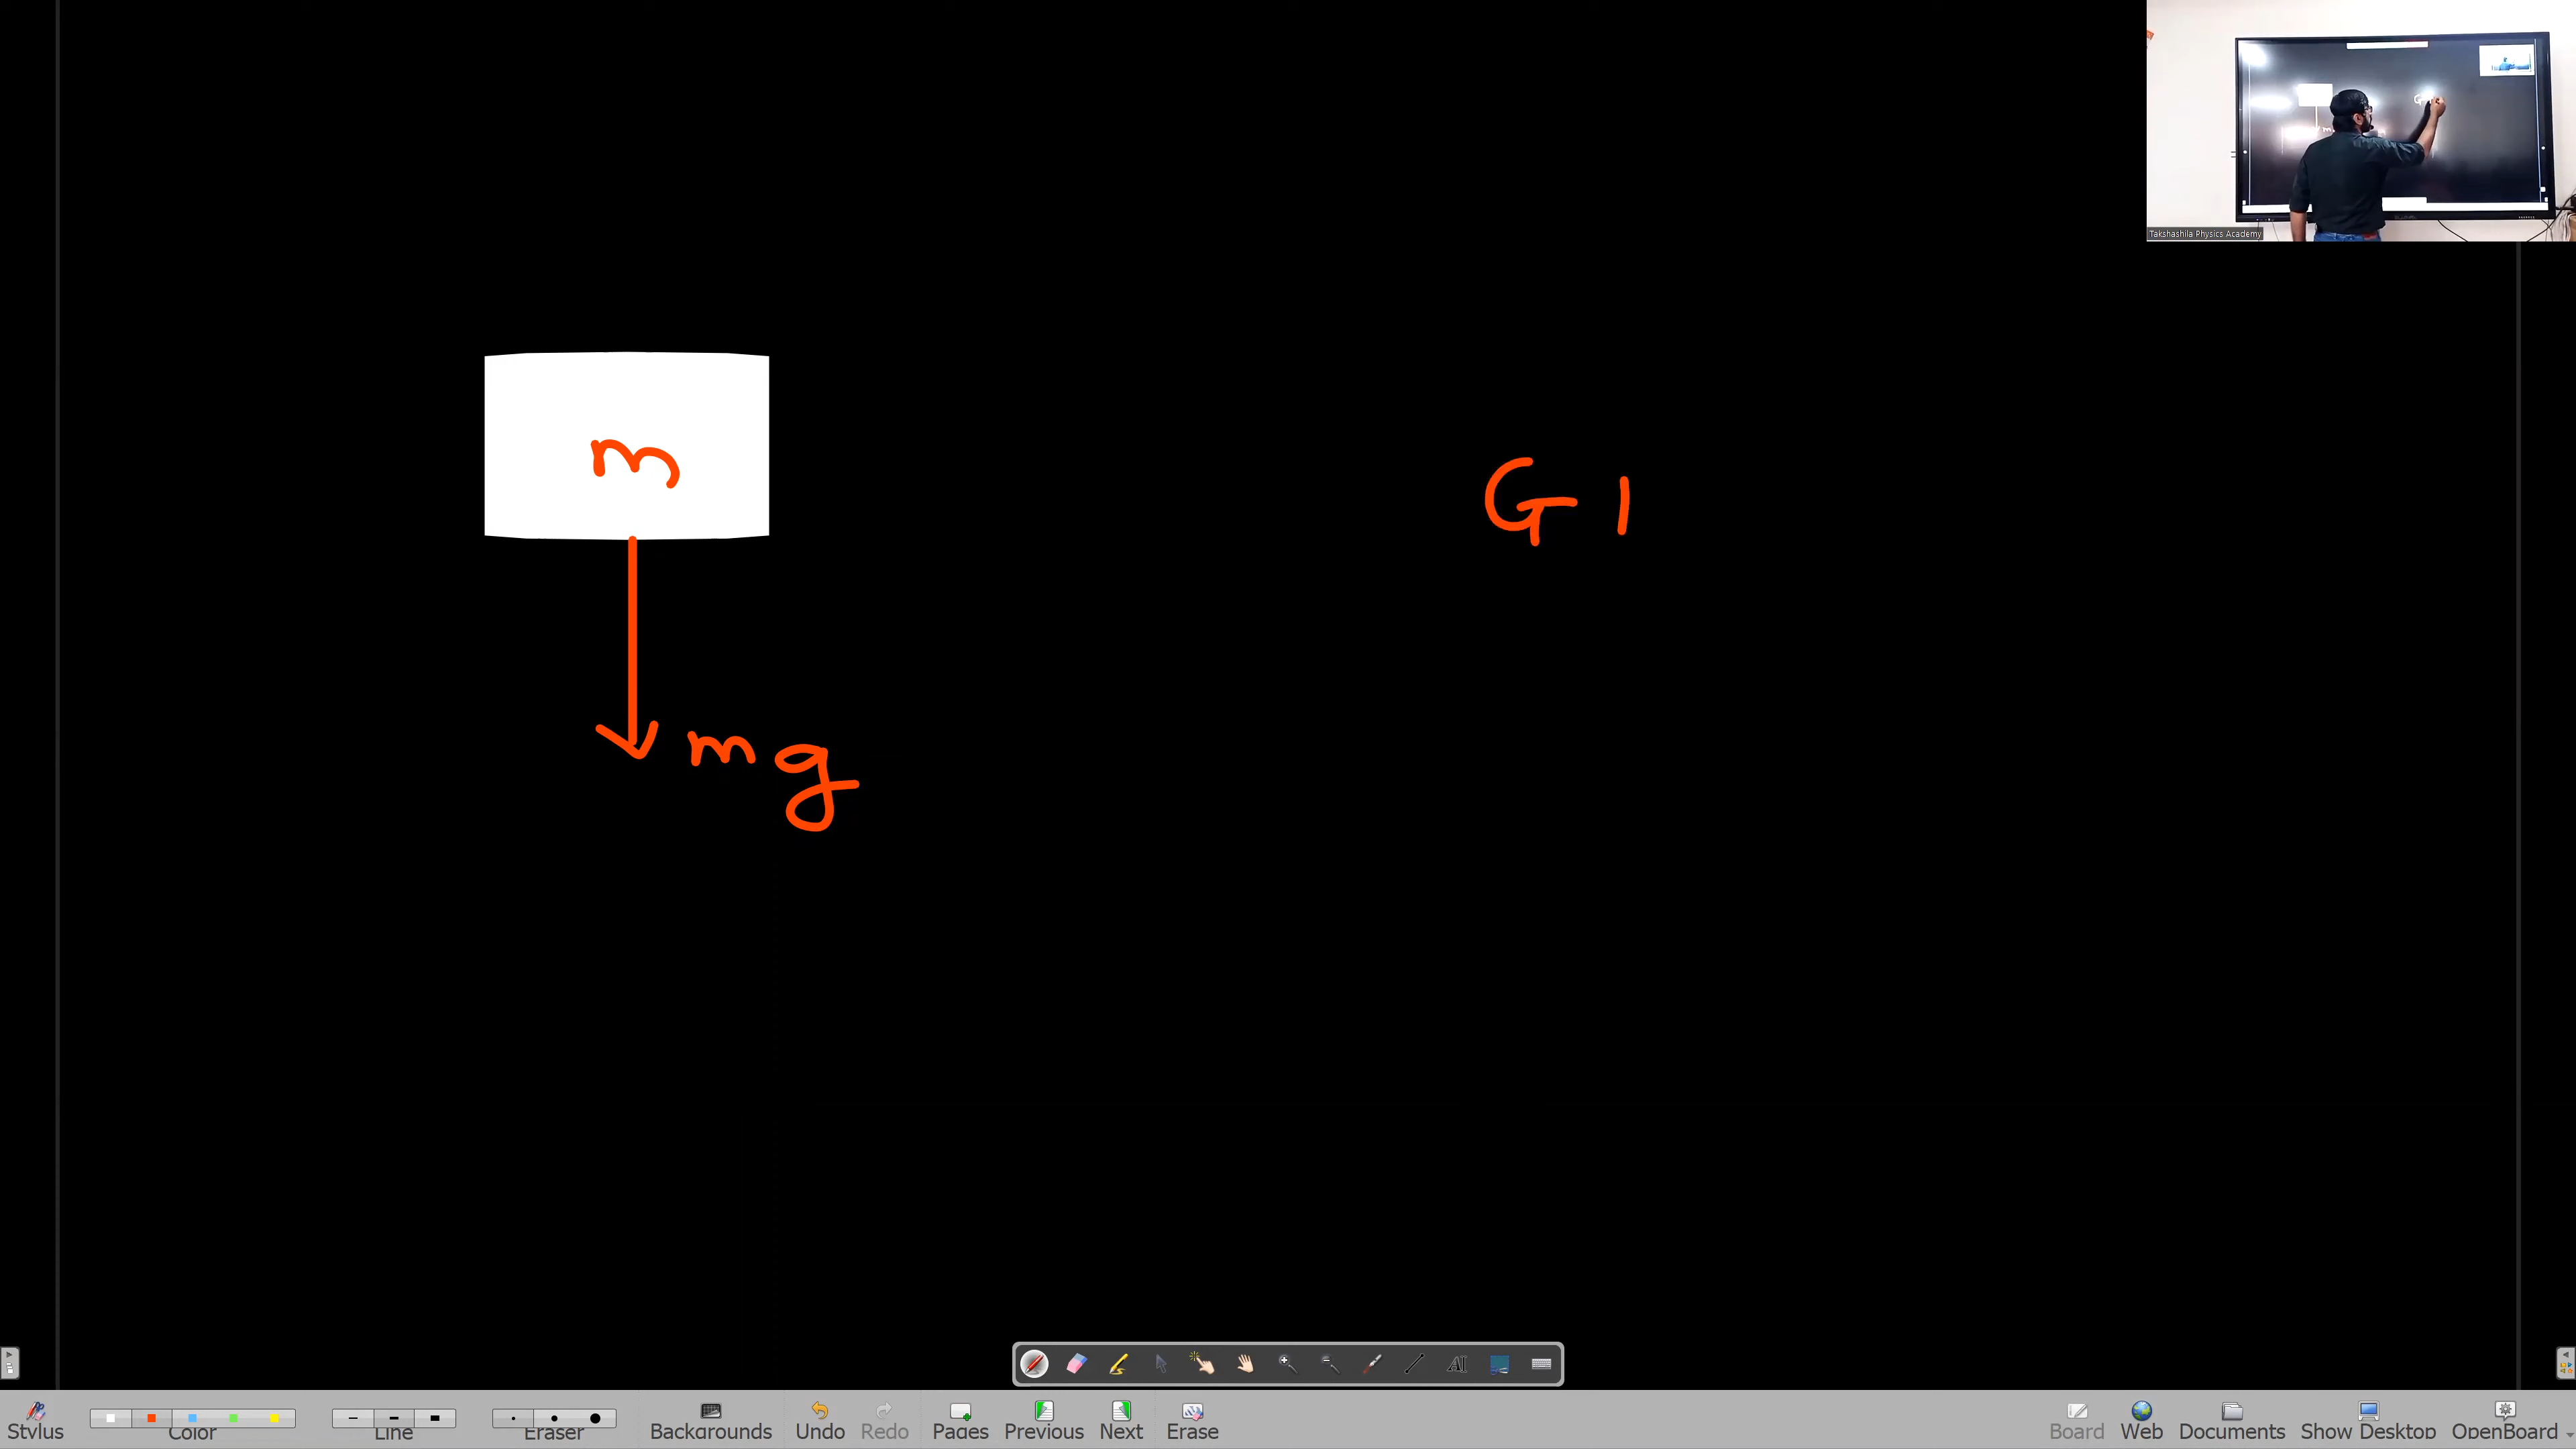 Takshashila Physics Academy
m
G 1
mg
Stylus Color Line Eraser Backgrounds Undo Redo Pages Previous Next Erase Board Web Documents Show Desktop OpenBoard